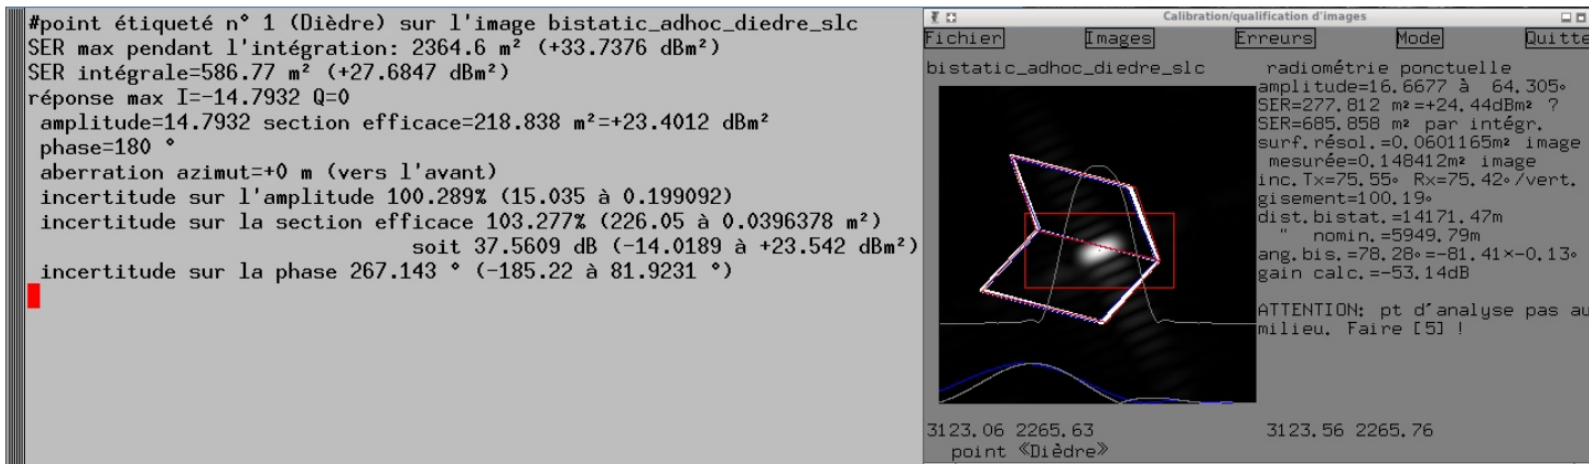 #point étiqueté n° 1 (Dièdre) sur l'image bistatic_adhoc_diedre_slc
SER max pendant l'intégration: 2364.6 m² (+33.7376 dBm²)
SER intégrale=586.77 m² (+27.6847 dBm²)
réponse max I=-14.7932 Q=0
amplitude=14.7932 section efficace=218.838 m²=+23.4012 dBm²
phase=180 °
aberration azimut=+0 m (vers l'avant)
incertitude sur l'amplitude 100.289% (15.035 à 0.199092)
incertitude sur la section efficace 103.277% (226.05 à 0.0396378 m²)
soit 37.5609 dB (-14.0189 à +23.542 dBm²)
incertitude sur la phase 267.143 ° (-185.22 à 81.9231 °)
Calibration/qualification d'images
Fichier Images Erreurs Mode Quitte
bistatic_adhoc_diedre_slc
radiométrie ponctuelle
amplitude=16.6677 à 64.305°
SER=277.812 m²=+24.44dBm² ?
SER=685.858 m² par intégr.
surf.résol.=0.0601165m² image
mesurée=0.148412m² image
inc.Tx=75.55° Rx=75.42°/vert.
gisement=100.19°
dist.bistat.=14171.47m
" nomin.=5949.79m
ang.bis.=78.28°=-81.41×-0.13°
gain calc.=-53.14dB
ATTENTION: pt d'analyse pas au
milieu. Faire [5] !
3123.06 2265.63
point «Dièdre»
3123.56 2265.76